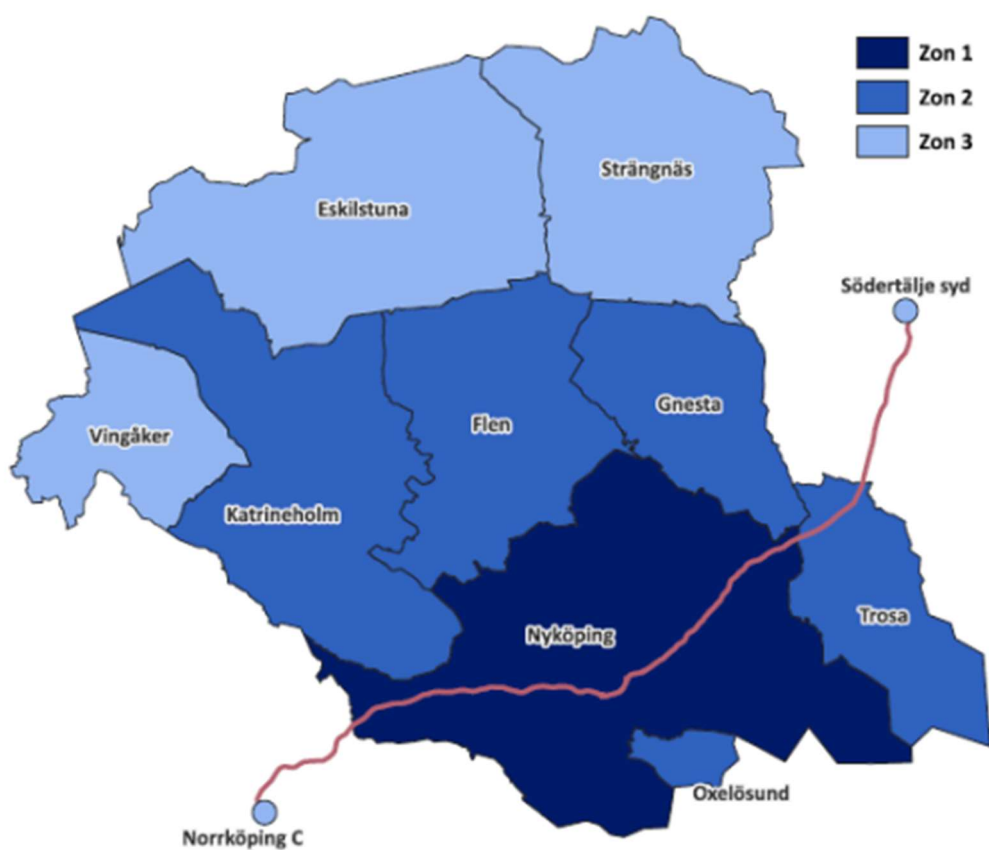 Zon 1
Zon 2
Zon 3
Strängnäs
Eskilstuna
Södertälje syd
Gnesta
Flen
Vingåker
Katrineholm
Trosa
Nyköping
Oxelösund
Norrköping C